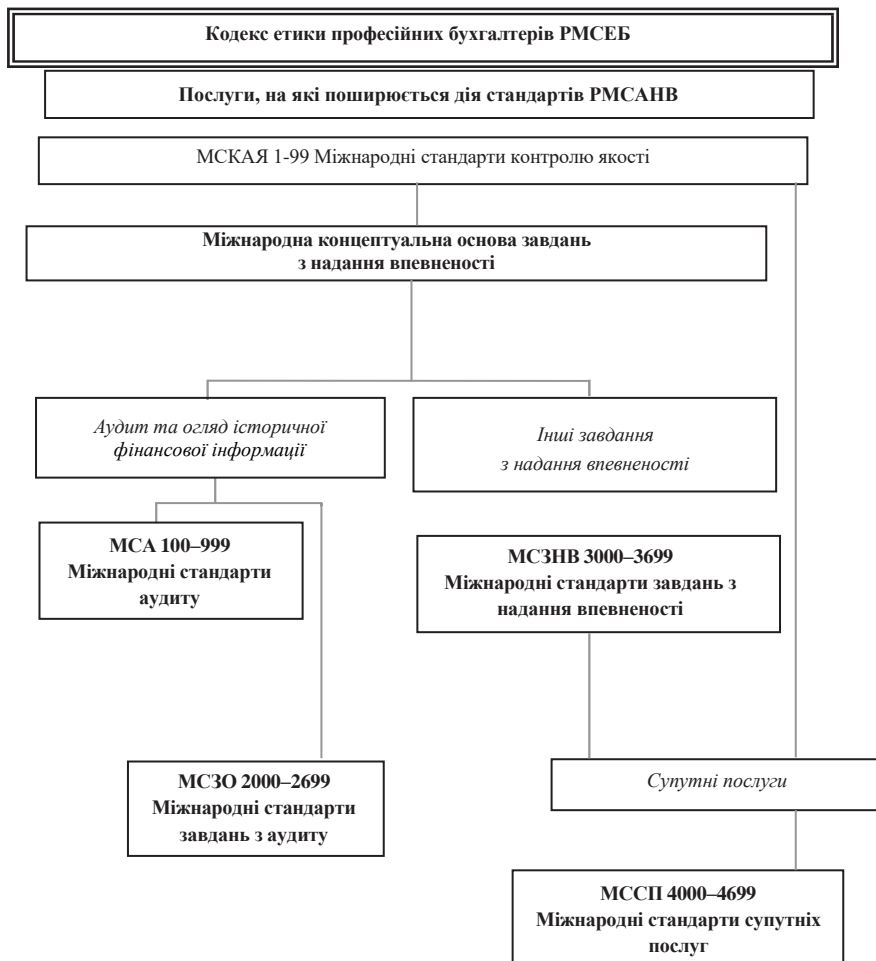 Кодекс етики професійних бухгалтерів РМСЕБ
Послуги, на які поширюється дія стандартів РМСАНВ
МСКАЯ 1-99 Міжнародні стандарти контролю якості
Міжнародна концептуальна основа завдань
з надання впевненості
Аудит та огляд історичної
фінансової інформації
Інші завдання
з надання впевненості
МСА 100–999
Міжнародні стандарти
аудиту
МСЗНВ 3000–3699
Міжнародні стандарти завдань з
надання впевненості
МСЗО 2000–2699
Міжнародні стандарти
завдань з аудиту
Супутні послуги
МССП 4000–4699
Міжнародні стандарти супутніх
послуг